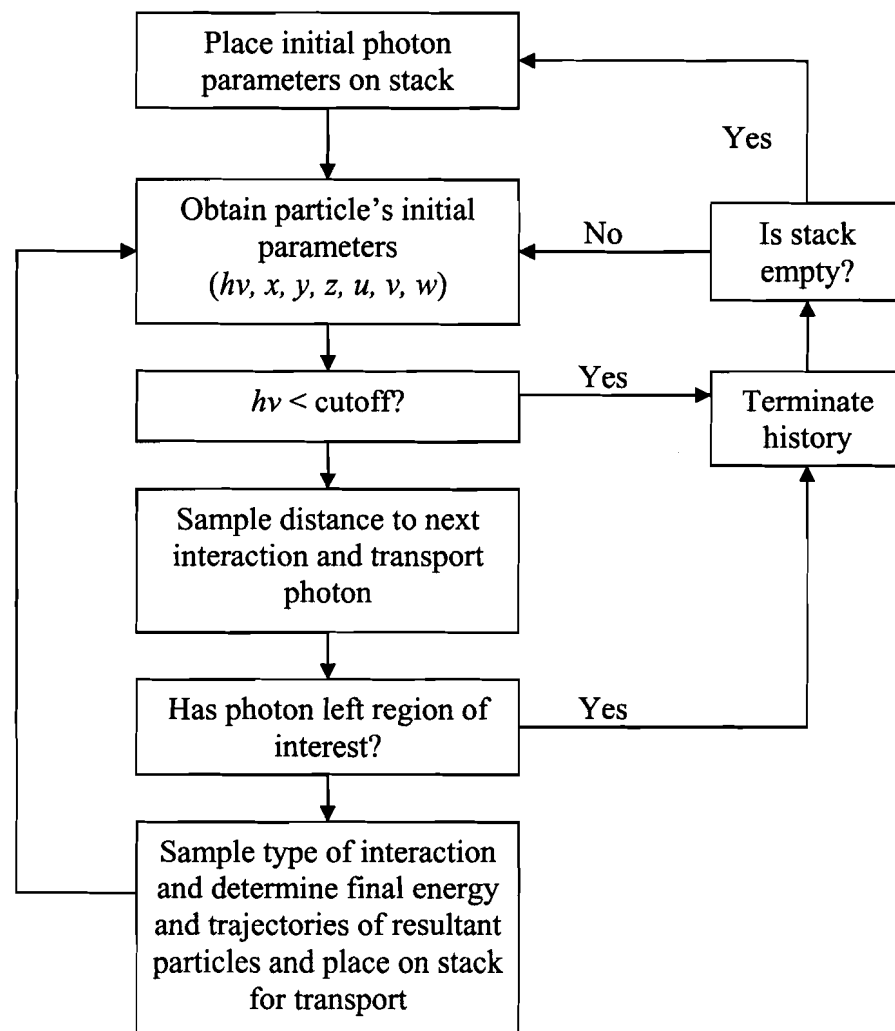 Place initial photon
parameters on stack
Yes
Obtain particle's initial
parameters
(hν, x, y, z, u, v, w)
No
Is stack
empty?
hν < cutoff?
Yes
Terminate
history
Sample distance to next
interaction and transport
photon
Has photon left region of
interest?
Yes
Sample type of interaction
and determine final energy
and trajectories of resultant
particles and place on stack
for transport